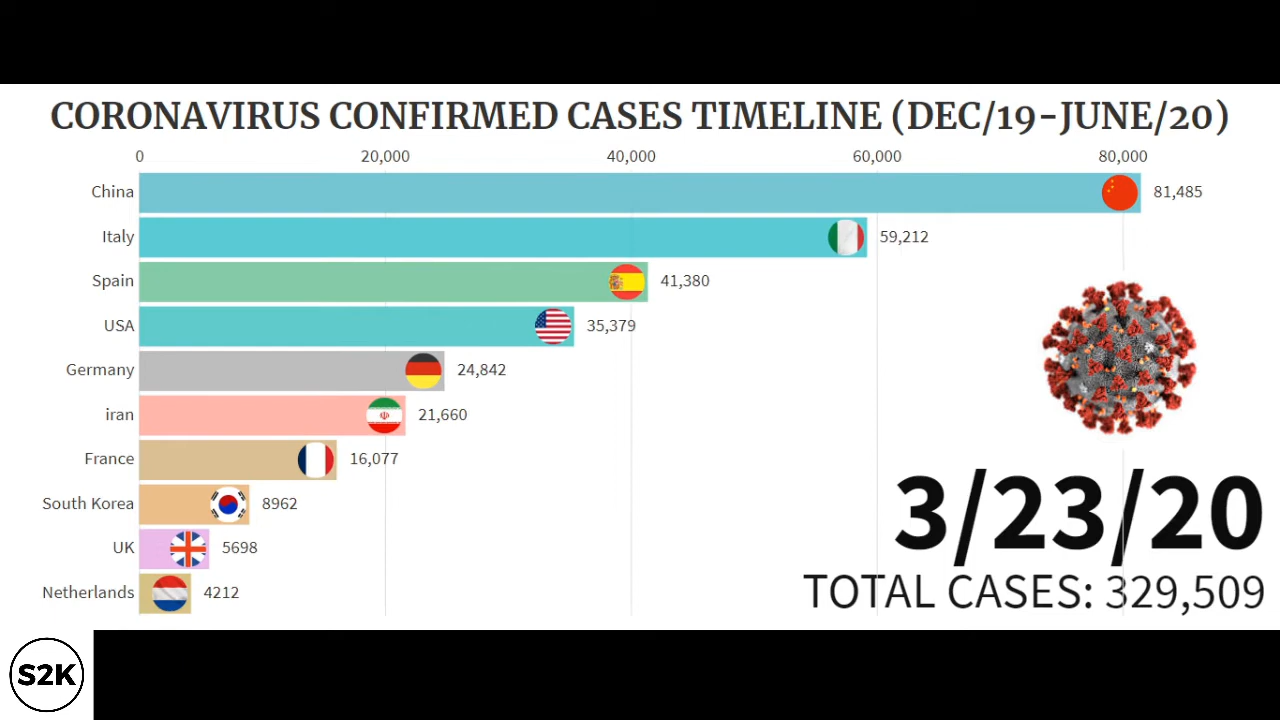 CORONAVIRUS CONFIRMED CASES TIMELINE (DEC/19-JUNE/20)
0 20,000 40,000 60,000 80,000
China 81,485
Italy 59,212
Spain 41,380
USA 35,379
Germany 24,842
iran 21,660
France 16,077
South Korea 8962
UK 5698
Netherlands 4212
3/23/20
TOTAL CASES: 329,509
S2K